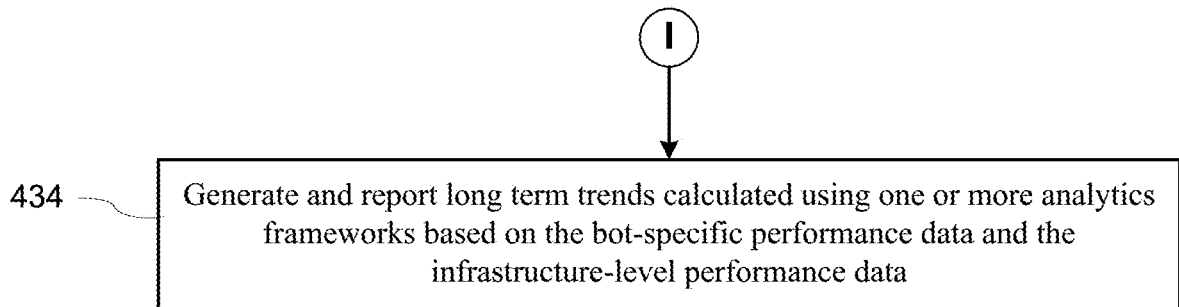 I
434
Generate and report long term trends calculated using one or more analytics
frameworks based on the bot-specific performance data and the
infrastructure-level performance data